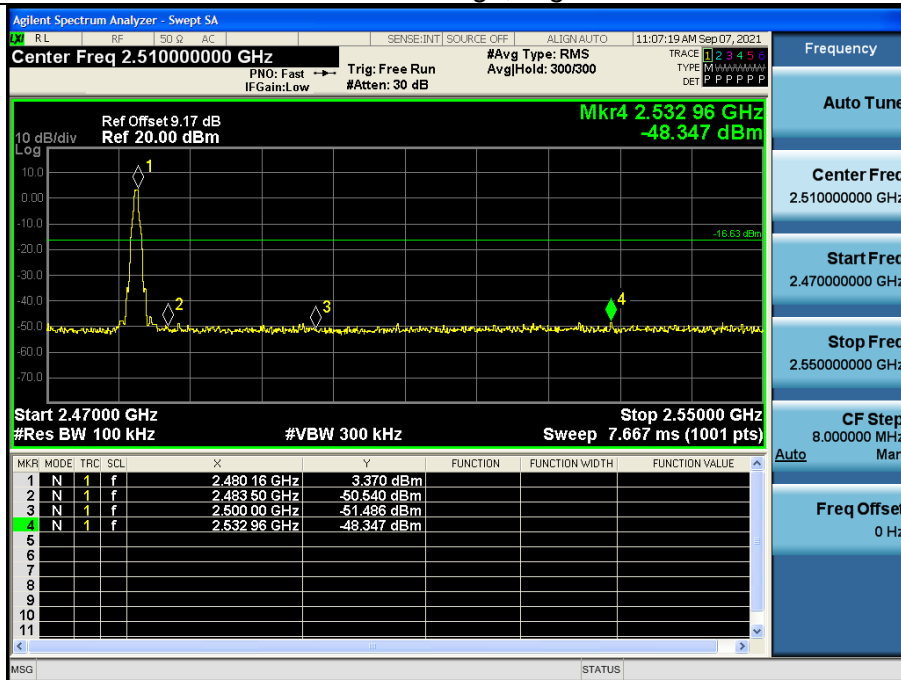 Agilent Spectrum Analyzer - Swept SA
LXI RL RF 50 Ω AC SENSE:INT SOURCE OFF ALIGN AUTO 11:07:19 AM Sep 07, 2021
Center Freq 2.510000000 GHz #Avg Type: RMS TRACE 1 2 3 4 5 6
PNO: Fast Trig: Free Run Avg|Hold: 300/300 TYPE M WWWWW
IFGain:Low #Atten: 30 dB DET P P P P P P
Mkr4 2.532 96 GHz
Ref Offset 9.17 dB
10 dB/div Ref 20.00 dBm -48.347 dBm
Log
10.0
0.00
-10.0
-20.0
-30.0
-40.0
-50.0
-60.0
-70.0
1
2
3
4
-16.63 dBm
Start 2.47000 GHz Stop 2.55000 GHz
#Res BW 100 kHz #VBW 300 kHz Sweep 7.667 ms (1001 pts)
MKR MODE TRC SCL X Y FUNCTION FUNCTION WIDTH FUNCTION VALUE
1 N 1 f 2.480 16 GHz 3.370 dBm
2 N 1 f 2.483 50 GHz -50.540 dBm
3 N 1 f 2.500 00 GHz -51.486 dBm
4 N 1 f 2.532 96 GHz -48.347 dBm
5
6
7
8
9
10
11
MSG STATUS
Frequency
Auto Tune
Center Freq
2.510000000 GHz
Start Freq
2.470000000 GHz
Stop Freq
2.550000000 GHz
CF Step
8.000000 MHz
Auto Man
Freq Offset
0 Hz